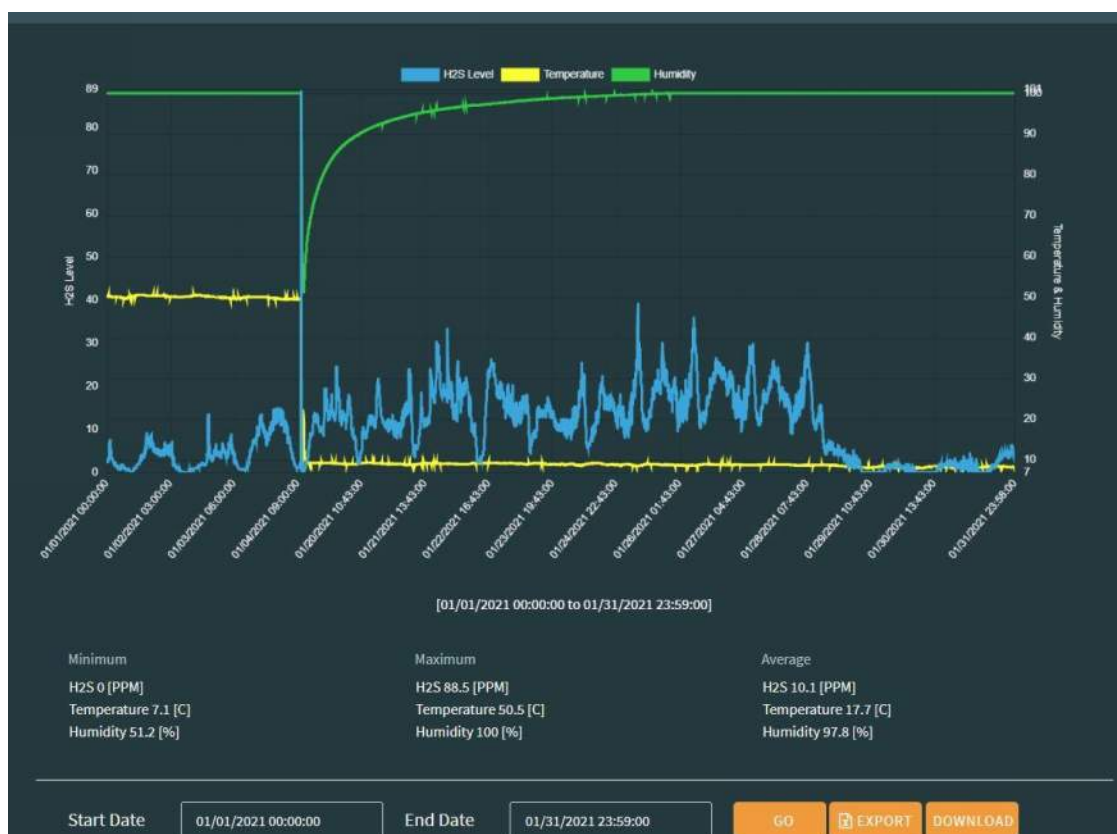 H2S Level Temperature Humidity
89
80
70
60
50
40
30
20
10
0
H2S Level
100
90
80
70
60
50
40
30
20
10
7
Temperature & Humidity
01/01/2021 00:00:00
01/02/2021 03:00:00
01/03/2021 06:00:00
01/04/2021 09:00:00
01/20/2021 10:43:00
01/21/2021 13:43:00
01/22/2021 16:43:00
01/23/2021 19:43:00
01/24/2021 22:43:00
01/26/2021 01:43:00
01/27/2021 04:43:00
01/28/2021 07:43:00
01/29/2021 10:43:00
01/30/2021 13:43:00
01/31/2021 23:58:00
[01/01/2021 00:00:00 to 01/31/2021 23:59:00]
Minimum
H2S 0 [PPM]
Temperature 7.1 [C]
Humidity 51.2 [%]
Maximum
H2S 88.5 [PPM]
Temperature 50.5 [C]
Humidity 100 [%]
Average
H2S 10.1 [PPM]
Temperature 17.7 [C]
Humidity 97.8 [%]
Start Date 01/01/2021 00:00:00 End Date 01/31/2021 23:59:00 GO EXPORT DOWNLOAD